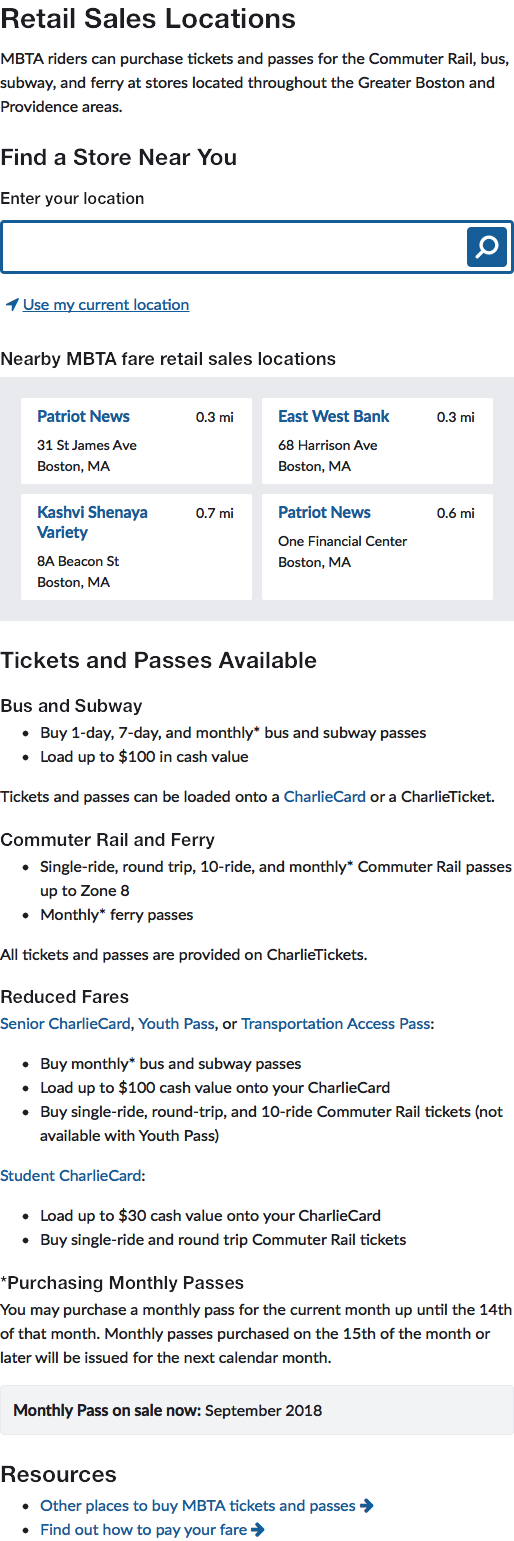 Retail Sales Locations
MBTA riders can purchase tickets and passes for the Commuter Rail, bus,
subway, and ferry at stores located throughout the Greater Boston and
Providence areas.
Find a Store Near You
Enter your location
Use my current location
Nearby MBTA fare retail sales locations
Patriot News 0.3 mi
31 St James Ave
Boston, MA
East West Bank 0.3 mi
68 Harrison Ave
Boston, MA
Kashvi Shenaya 0.7 mi
Variety
8A Beacon St
Boston, MA
Patriot News 0.6 mi
One Financial Center
Boston, MA
Tickets and Passes Available
Bus and Subway
• Buy 1-day, 7-day, and monthly* bus and subway passes
• Load up to $100 in cash value
Tickets and passes can be loaded onto a CharlieCard or a CharlieTicket.
Commuter Rail and Ferry
• Single-ride, round trip, 10-ride, and monthly* Commuter Rail passes
up to Zone 8
• Monthly* ferry passes
All tickets and passes are provided on CharlieTickets.
Reduced Fares
Senior CharlieCard, Youth Pass, or Transportation Access Pass:
• Buy monthly* bus and subway passes
• Load up to $100 cash value onto your CharlieCard
• Buy single-ride, round-trip, and 10-ride Commuter Rail tickets (not
available with Youth Pass)
Student CharlieCard:
• Load up to $30 cash value onto your CharlieCard
• Buy single-ride and round trip Commuter Rail tickets
*Purchasing Monthly Passes
You may purchase a monthly pass for the current month up until the 14th
of that month. Monthly passes purchased on the 15th of the month or
later will be issued for the next calendar month.
Monthly Pass on sale now: September 2018
Resources
• Other places to buy MBTA tickets and passes →
• Find out how to pay your fare →